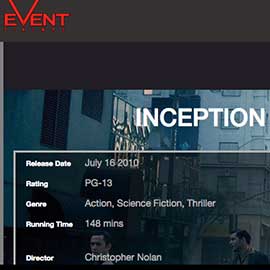 EVENT
INCEPTION
Release Date July 16 2010
Rating PG-13
Genre Action, Science Fiction, Thriller
Running Time 148 mins
Director Christopher Nolan